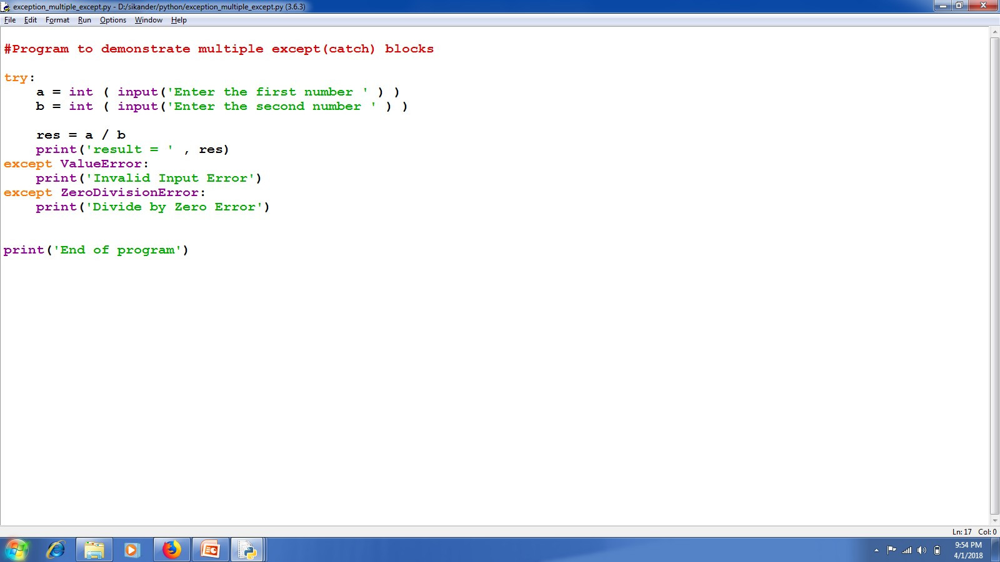 exception_multiple_except.py - D:/sikander/python/exception_multiple_except.py (3.6.3)
File Edit Format Run Options Window Help
#Program to demonstrate multiple except(catch) blocks
try:
    a = int ( input('Enter the first number ' ) )
    b = int ( input('Enter the second number ' ) )
    res = a / b
    print('result = ' , res)
except ValueError:
    print('Invalid Input Error')
except ZeroDivisionError:
    print('Divide by Zero Error')
print('End of program')
Ln: 17 Col: 0
9:54 PM
4/1/2018